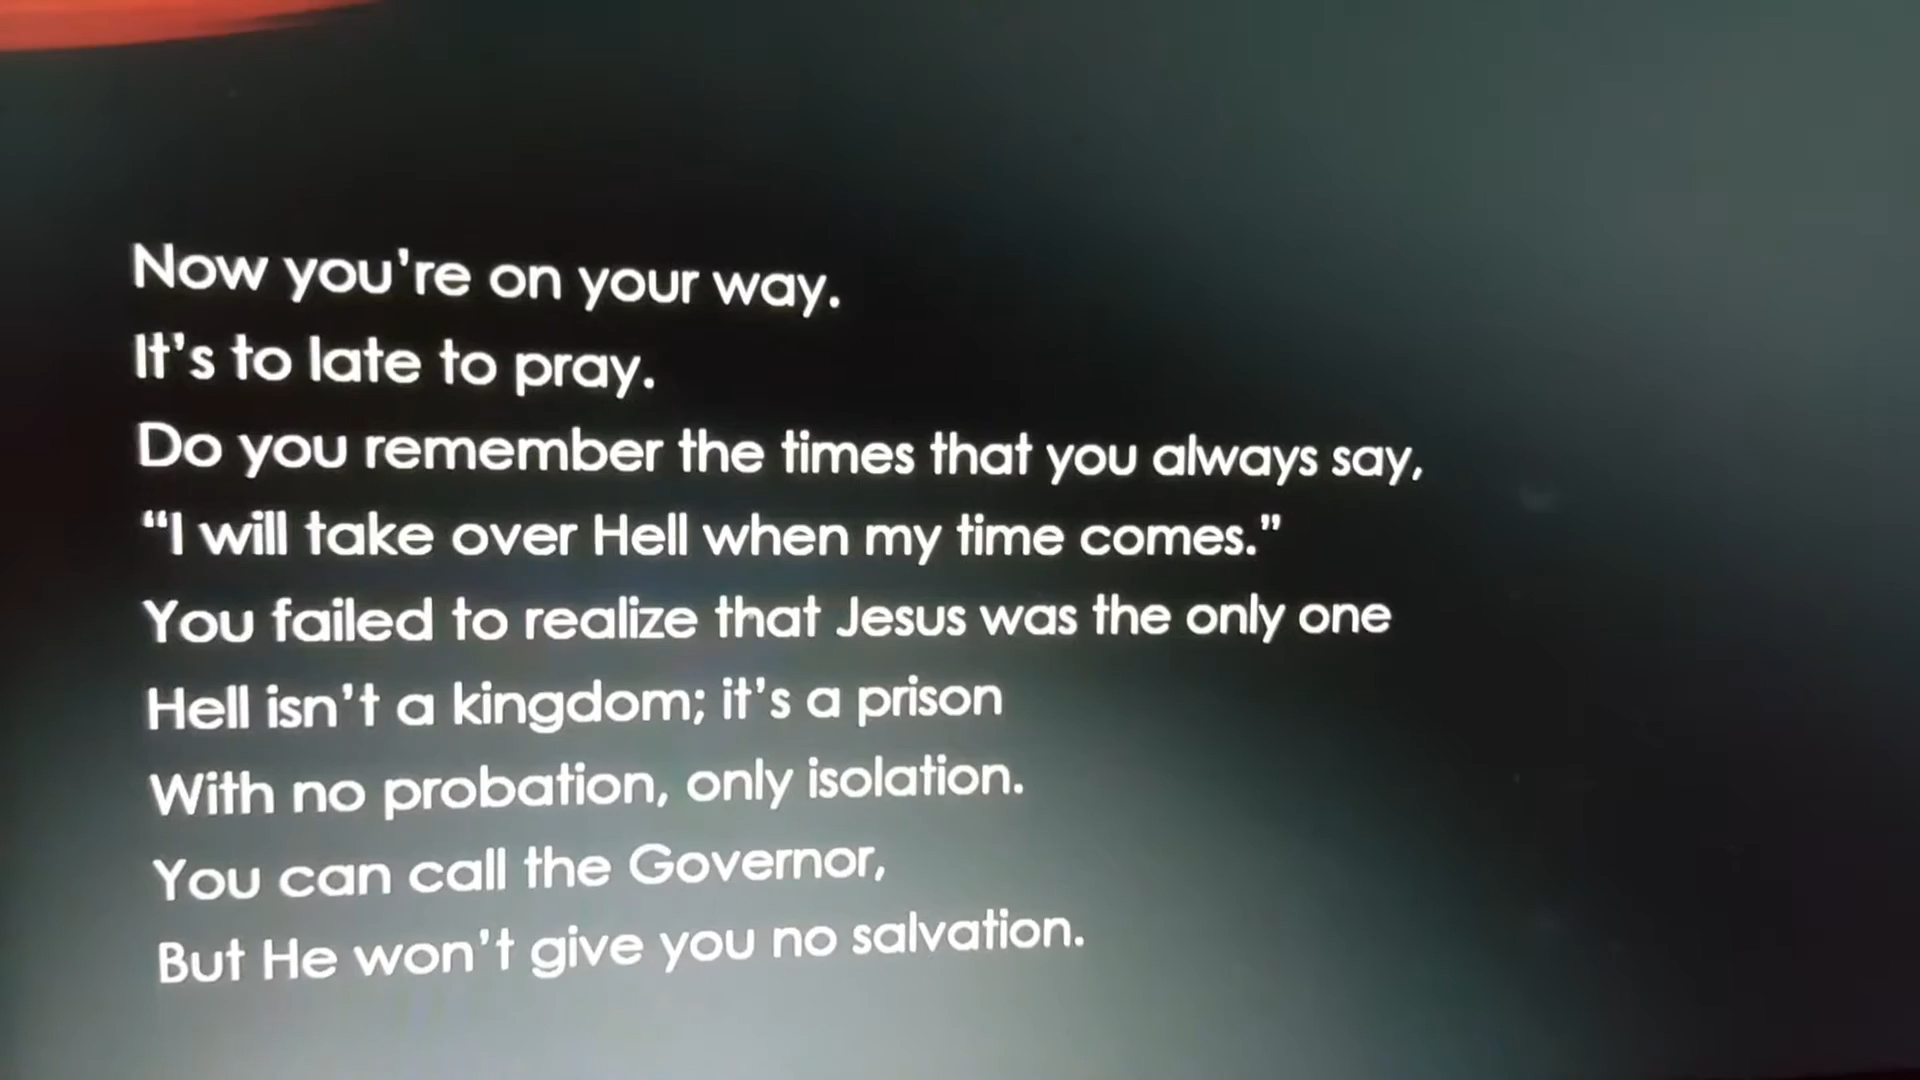 Now you're on your way.
It's to late to pray.
Do you remember the times that you always say,
“I will take over Hell when my time comes.”
You failed to realize that Jesus was the only one
Hell isn't a kingdom; it's a prison
With no probation, only isolation.
You can call the Governor,
But He won't give you no salvation.